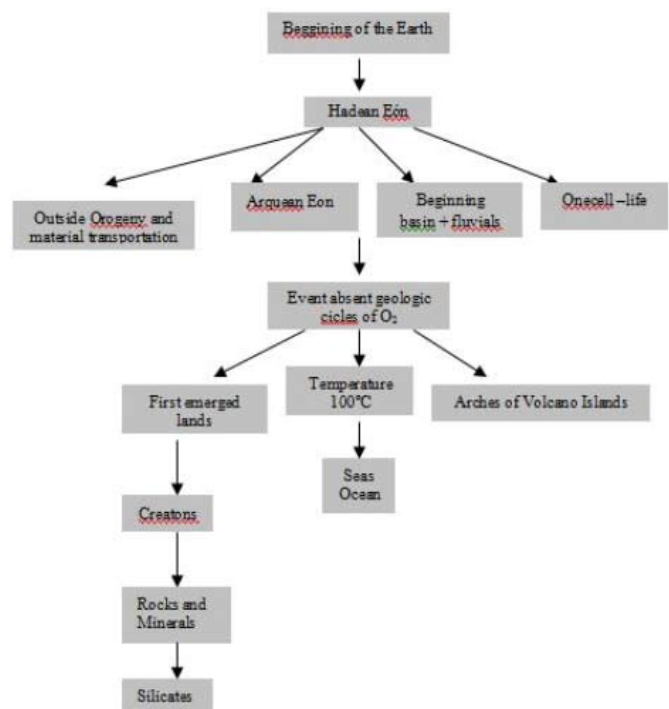 Beggining of the Earth
Hadean Eón
Outside Orogeny and
material transportation
Arquean Eon
Beginning
basin + fluvials
Onecell –life
Event absent geologic
cicles of O₂
First emerged
lands
Temperature
100°C
Arches of Volcano Islands
Seas
Ocean
Creatons
Rocks and
Minerals
Silicates